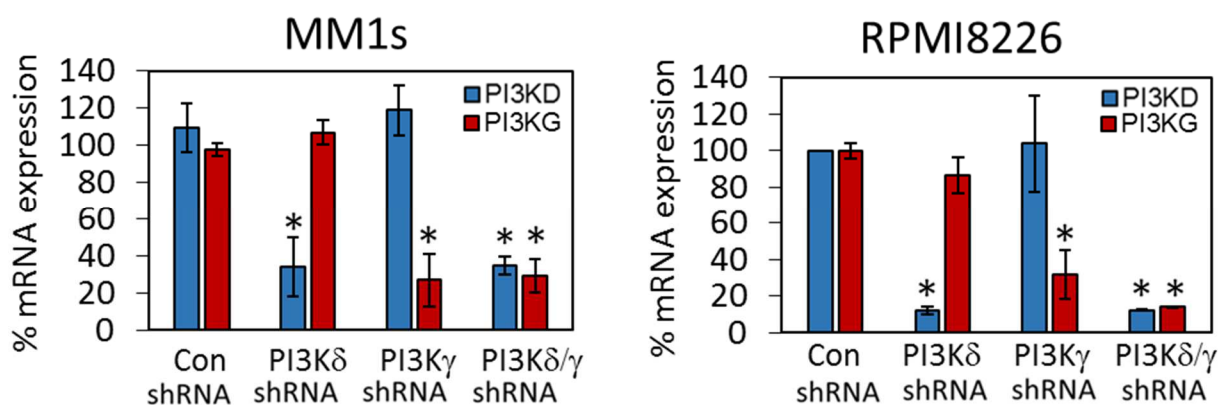 MM1s
% mRNA expression
140
120
100
80
60
40
20
0
PI3KD
PI3KG
*
*
* *
Con PI3Kδ PI3Kγ PI3Kδ/γ
shRNA shRNA shRNA shRNA
RPMI8226
% mRNA expression
140
120
100
80
60
40
20
0
PI3KD
PI3KG
*
*
* *
Con PI3Kδ PI3Kγ PI3Kδ/γ
shRNA shRNA shRNA shRNA